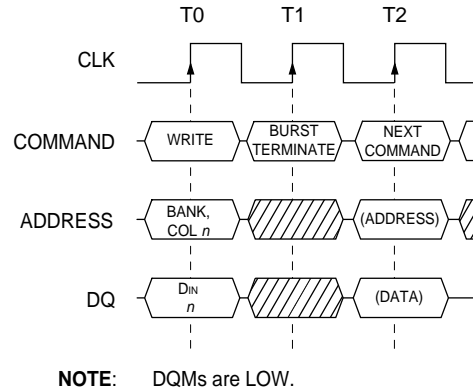 T0 T1 T2
CLK
COMMAND WRITE BURST TERMINATE NEXT COMMAND
ADDRESS BANK, COL n (ADDRESS)
DQ DIN n (DATA)
NOTE: DQMs are LOW.